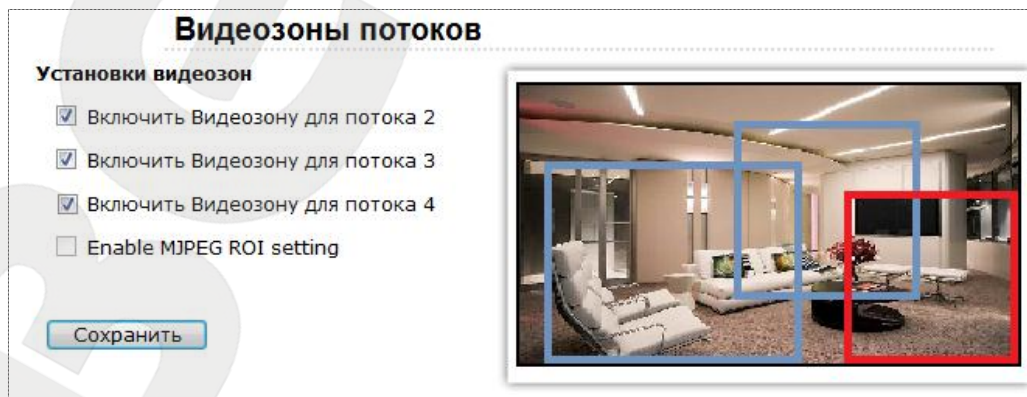 Видеозоны потоков
Установки видеозон
Включить Видеозону для потока 2
Включить Видеозону для потока 3
Включить Видеозону для потока 4
Enable MJPEG ROI setting
Сохранить